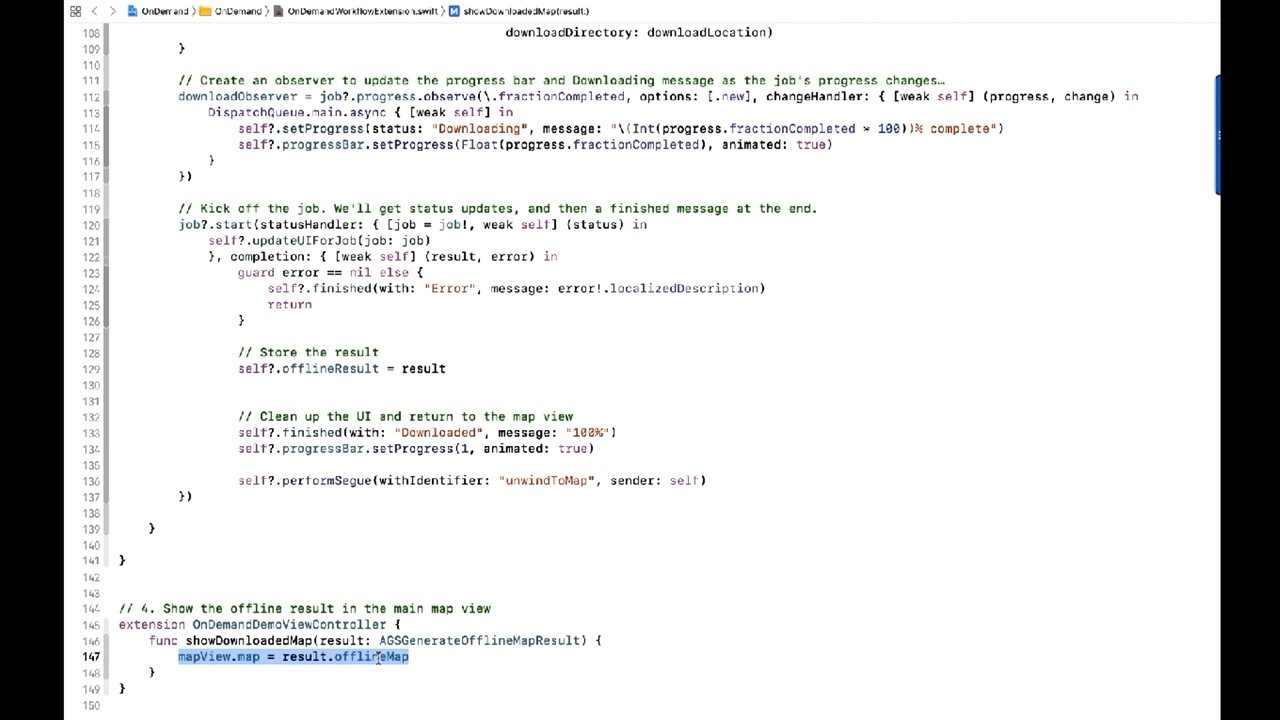 OnDemand OnDemand OnDemandWorkflowExtension.swift M showDownloadedMap(result:)
108 downloadDirectory: downloadLocation)
109 }
110
111 // Create an observer to update the progress bar and Downloading message as the job's progress changes…
112 downloadObserver = job?.progress.observe(\.fractionCompleted, options: [.new], changeHandler: { [weak self] (progress, change) in
113 DispatchQueue.main.async { [weak self] in
114 self?.setProgress(status: "Downloading", message: "\(Int(progress.fractionCompleted * 100))% complete")
115 self?.progressBar.setProgress(Float(progress.fractionCompleted), animated: true)
116 }
117 })
118
119 // Kick off the job. We'll get status updates, and then a finished message at the end.
120 job?.start(statusHandler: { [job = job!, weak self] (status) in
121 self?.updateUIForJob(job: job)
122 }, completion: { [weak self] (result, error) in
123 guard error == nil else {
124 self?.finished(with: "Error", message: error!.localizedDescription)
125 return
126 }
127
128 // Store the result
129 self?.offlineResult = result
130
131
132 // Clean up the UI and return to the map view
133 self?.finished(with: "Downloaded", message: "100%")
134 self?.progressBar.setProgress(1, animated: true)
135
136 self?.performSegue(withIdentifier: "unwindToMap", sender: self)
137 })
138
139 }
140
141 }
142
143
144 // 4. Show the offline result in the main map view
145 extension OnDemandDemoViewController {
146 func showDownloadedMap(result: AGSGenerateOfflineMapResult) {
147 mapView.map = result.offlineMap
148 }
149 }
150